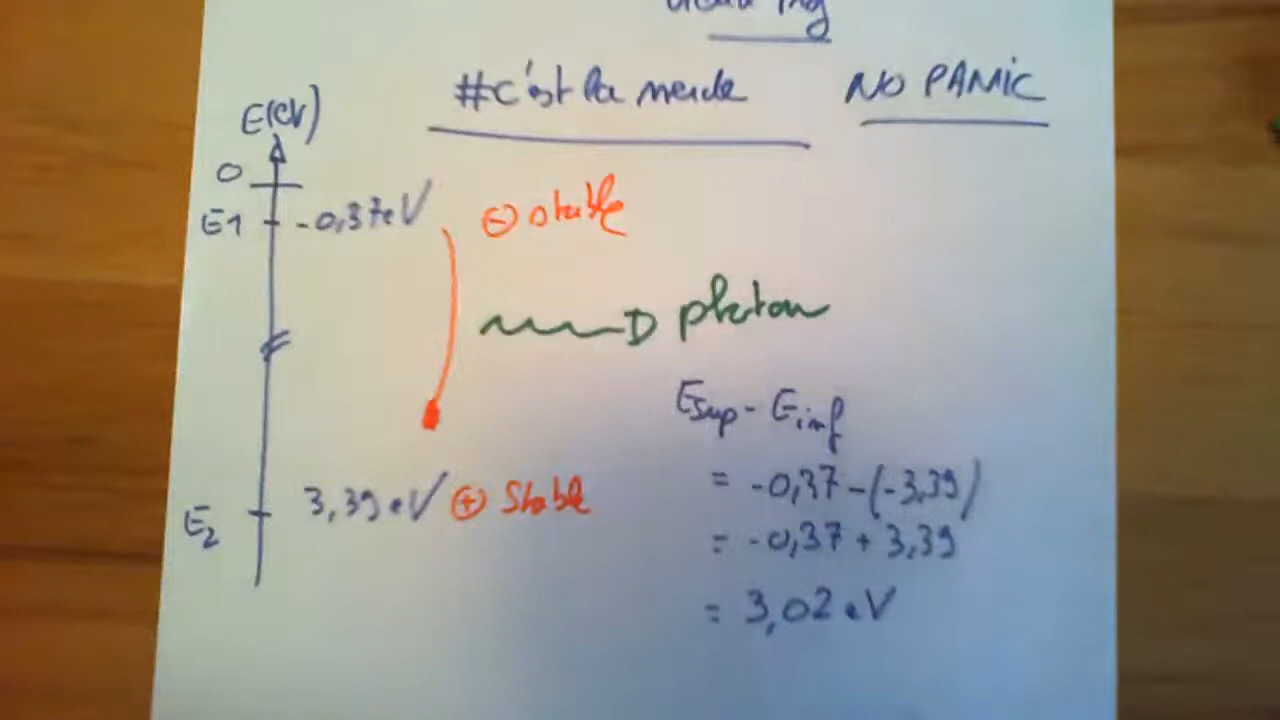 #c'est la merde
NO PANIC
E(eV)
0
E1 -0,37eV ⊖ stable
photon
Esup - Einf
= -0,37-(-3,39)
= -0,37 + 3,39
= 3,02 eV
E2 3,39 eV ⊕ Stable